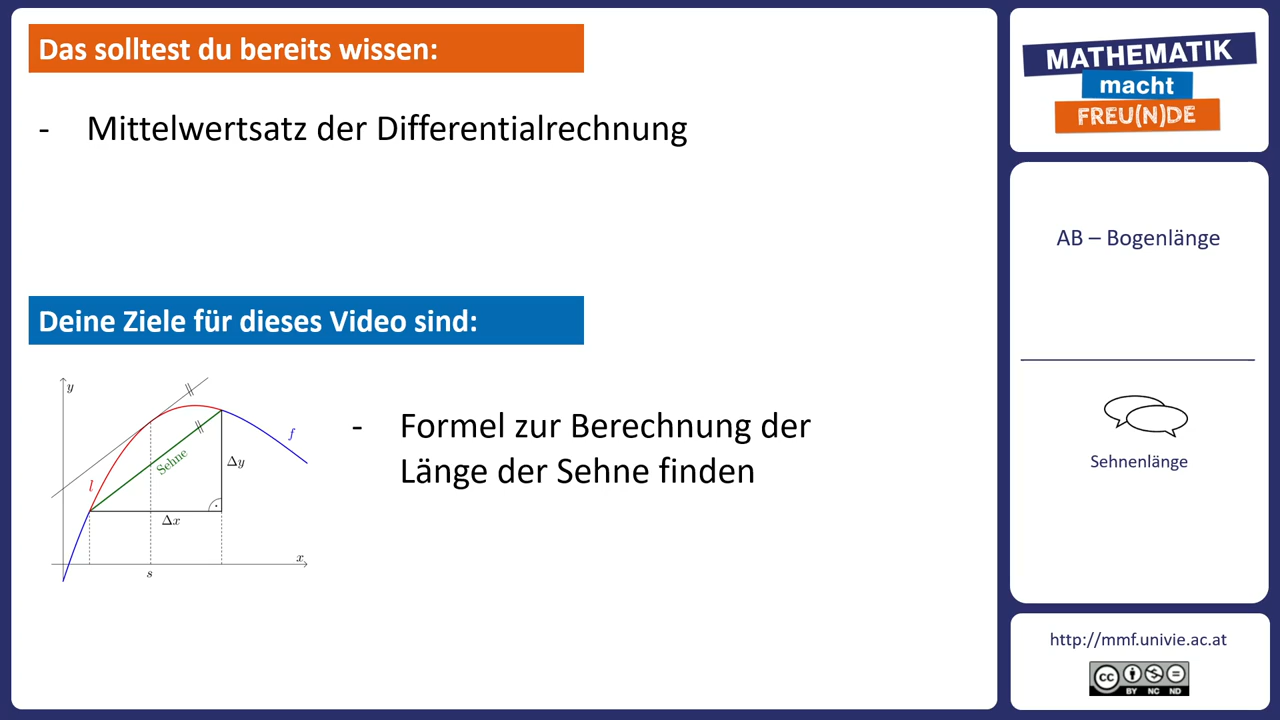 Das solltest du bereits wissen:
- Mittelwertsatz der Differentialrechnung
Deine Ziele für dieses Video sind:
y
f
Sehne
l
Δy
Δx
x
s
- Formel zur Berechnung der
Länge der Sehne finden
MATHEMATIK
macht
FREU(N)DE
AB – Bogenlänge
Sehnenlänge
http://mmf.univie.ac.at
cc
BY NC ND